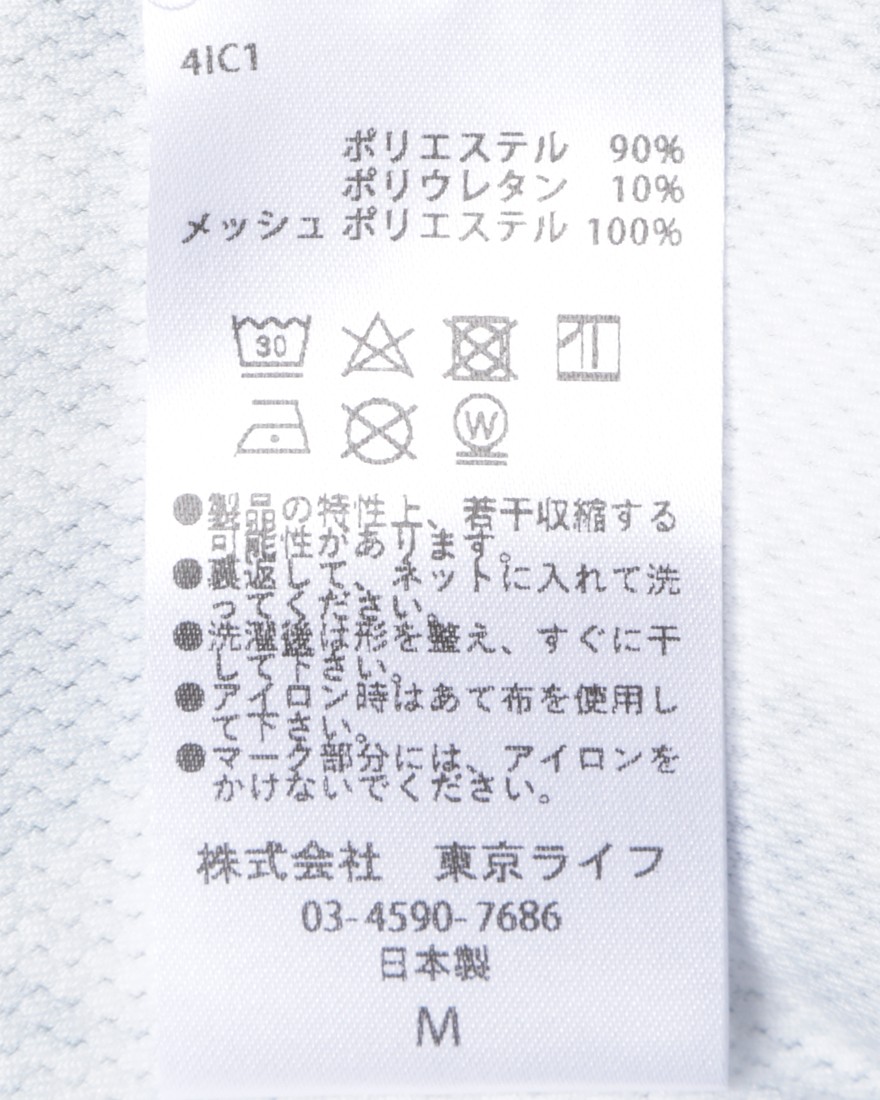 4IC1
ポリエステル 90%
ポリウレタン 10%
メッシュ ポリエステル 100%
30
W
●製品の特性上、若干収縮する
可能性があります。
●裏返して、ネットに入れて洗
ってください。
●洗濯後は形を整え、すぐに干
して下さい。
●アイロン時はあて布を使用し
て下さい。
●マーク部分には、アイロンを
かけないでください。
株式会社 東京ライフ
03-4590-7686
日本製
M